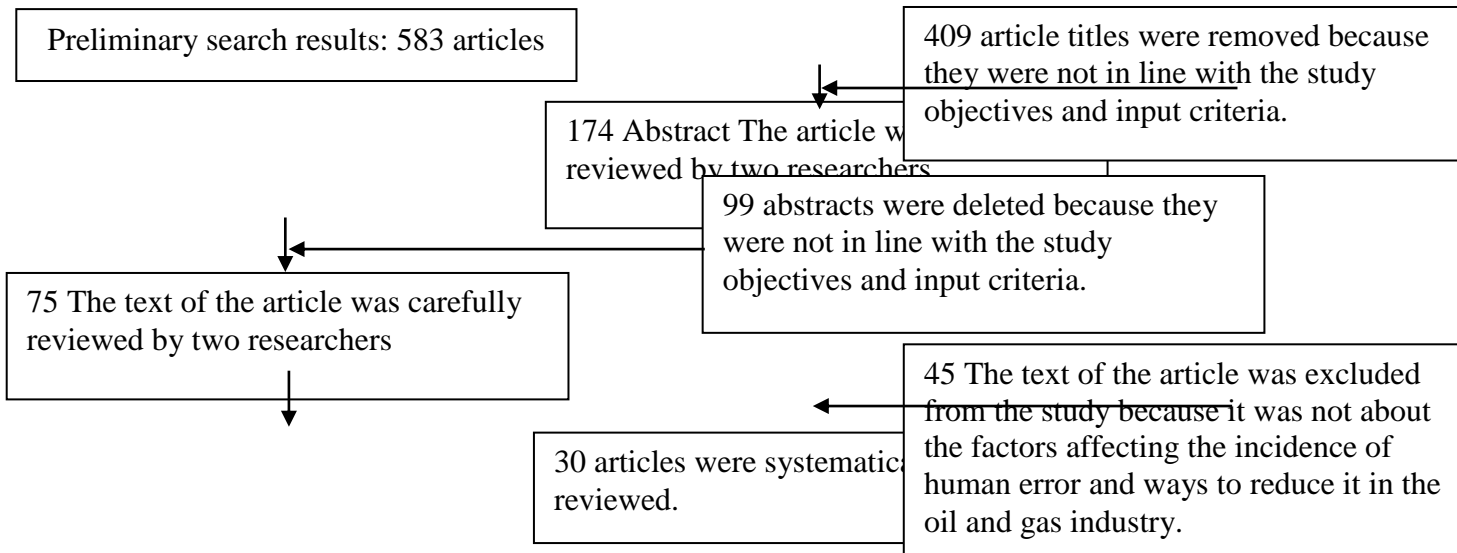 Preliminary search results: 583 articles
409 article titles were removed because
they were not in line with the study
objectives and input criteria.
174 Abstract The article w
reviewed by two researchers
99 abstracts were deleted because they
were not in line with the study
objectives and input criteria.
75 The text of the article was carefully
reviewed by two researchers
45 The text of the article was excluded
from the study because it was not about
the factors affecting the incidence of
human error and ways to reduce it in the
oil and gas industry.
30 articles were systematica
reviewed.